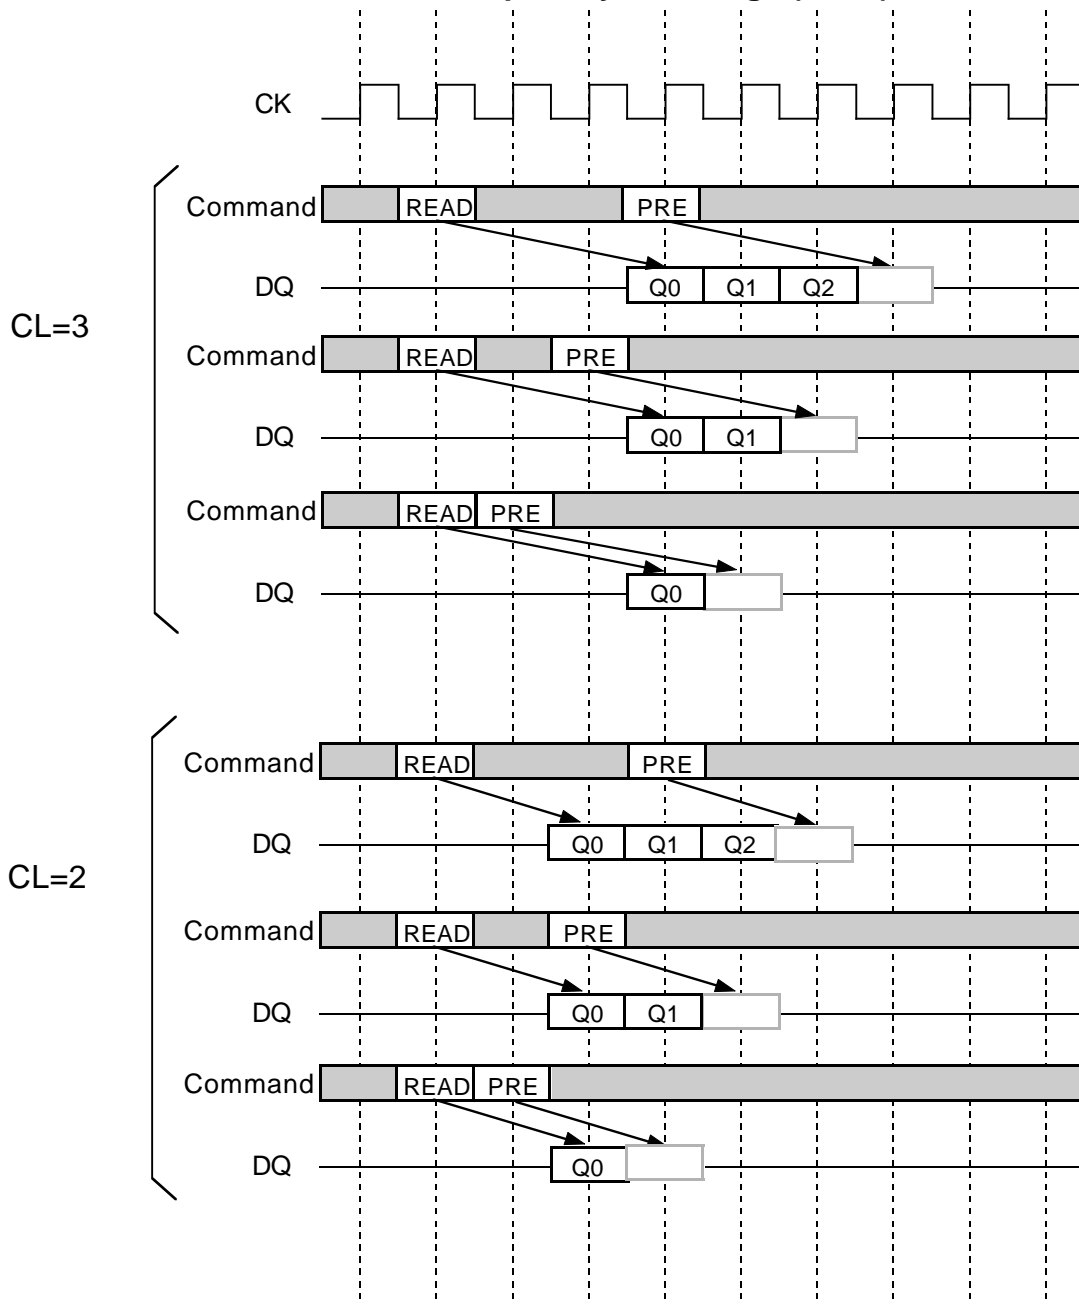 CK
Command READ PRE
DQ Q0 Q1 Q2
CL=3
Command READ PRE
DQ Q0 Q1
Command READ PRE
DQ Q0
Command READ PRE
DQ Q0 Q1 Q2
CL=2
Command READ PRE
DQ Q0 Q1
Command READ PRE
DQ Q0